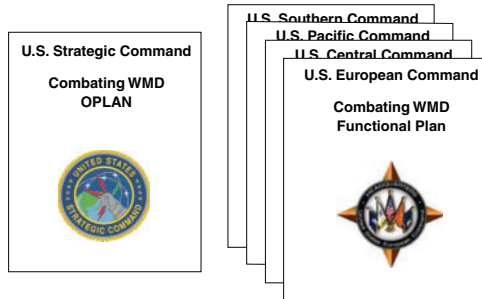 U.S. Strategic Command
Combating WMD
OPLAN
UNITED STATES
STRATEGIC COMMAND
U.S. Southern Command
U.S. Pacific Command
U.S. Central Command
U.S. European Command
Combating WMD
Functional Plan
HEADQUARTERS